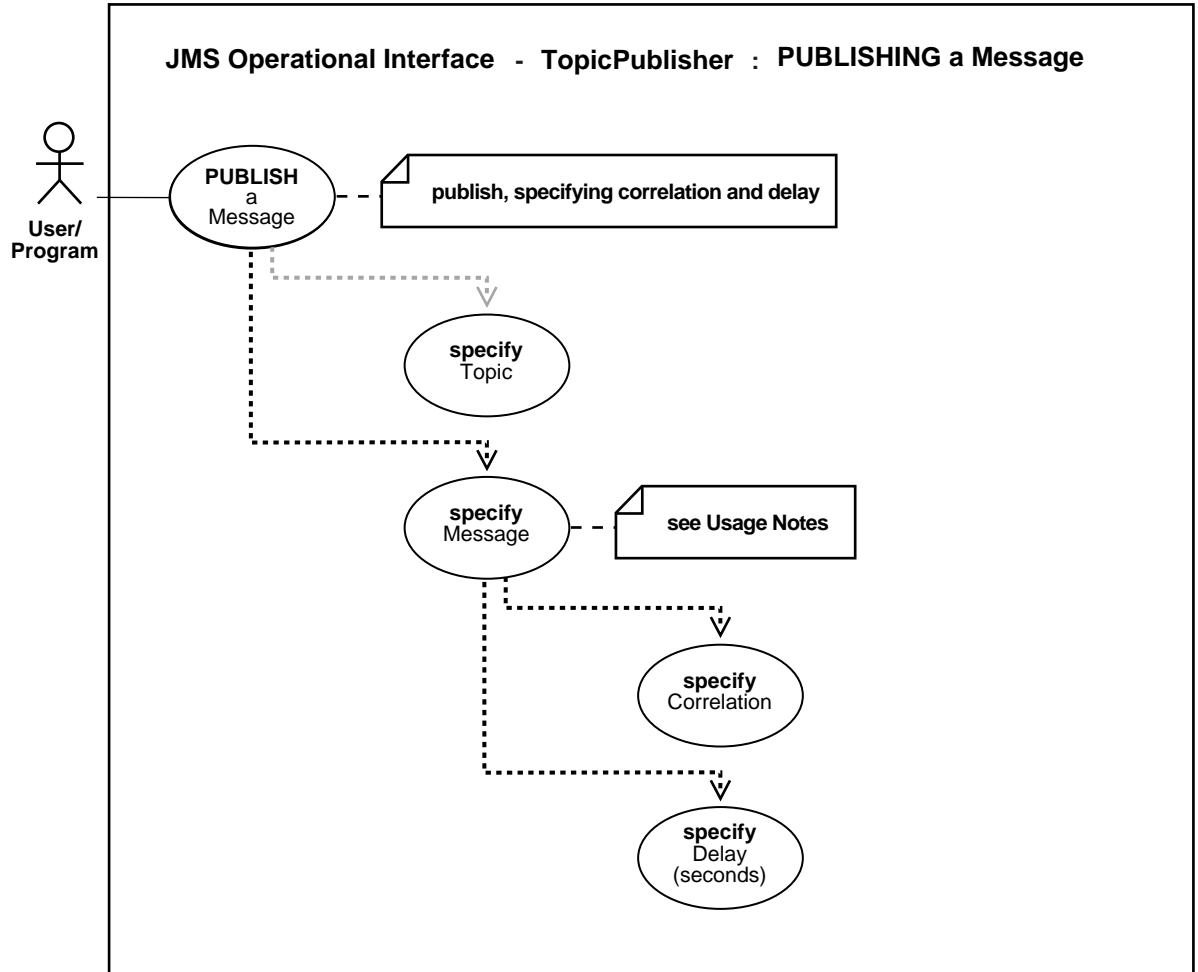 JMS Operational Interface - TopicPublisher : PUBLISHING a Message
User/
Program
PUBLISH
a
Message
publish, specifying correlation and delay
specify
Topic
specify
Message
see Usage Notes
specify
Correlation
specify
Delay
(seconds)